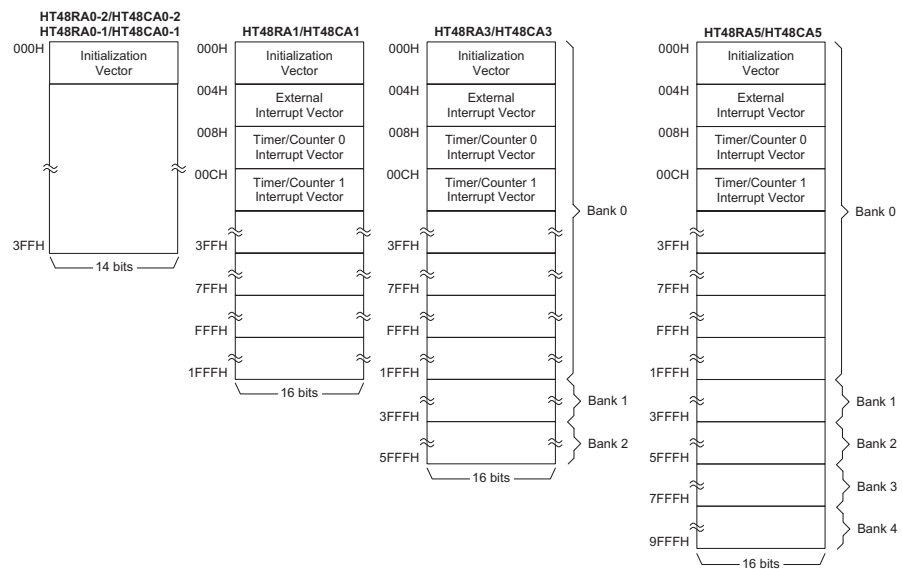 HT48RA0-2/HT48CA0-2
HT48RA0-1/HT48CA0-1
000H
Initialization
Vector
3FFH
14 bits
HT48RA1/HT48CA1
000H
Initialization
Vector
004H
External
Interrupt Vector
008H
Timer/Counter 0
Interrupt Vector
00CH
Timer/Counter 1
Interrupt Vector
3FFH
7FFH
FFFH
1FFFH
16 bits
HT48RA3/HT48CA3
000H
Initialization
Vector
004H
External
Interrupt Vector
008H
Timer/Counter 0
Interrupt Vector
00CH
Timer/Counter 1
Interrupt Vector
Bank 0
3FFH
7FFH
FFFH
1FFFH
Bank 1
3FFFH
Bank 2
5FFFH
16 bits
HT48RA5/HT48CA5
000H
Initialization
Vector
004H
External
Interrupt Vector
008H
Timer/Counter 0
Interrupt Vector
00CH
Timer/Counter 1
Interrupt Vector
Bank 0
3FFH
7FFH
FFFH
1FFFH
Bank 1
3FFFH
Bank 2
5FFFH
Bank 3
7FFFH
Bank 4
9FFFH
16 bits